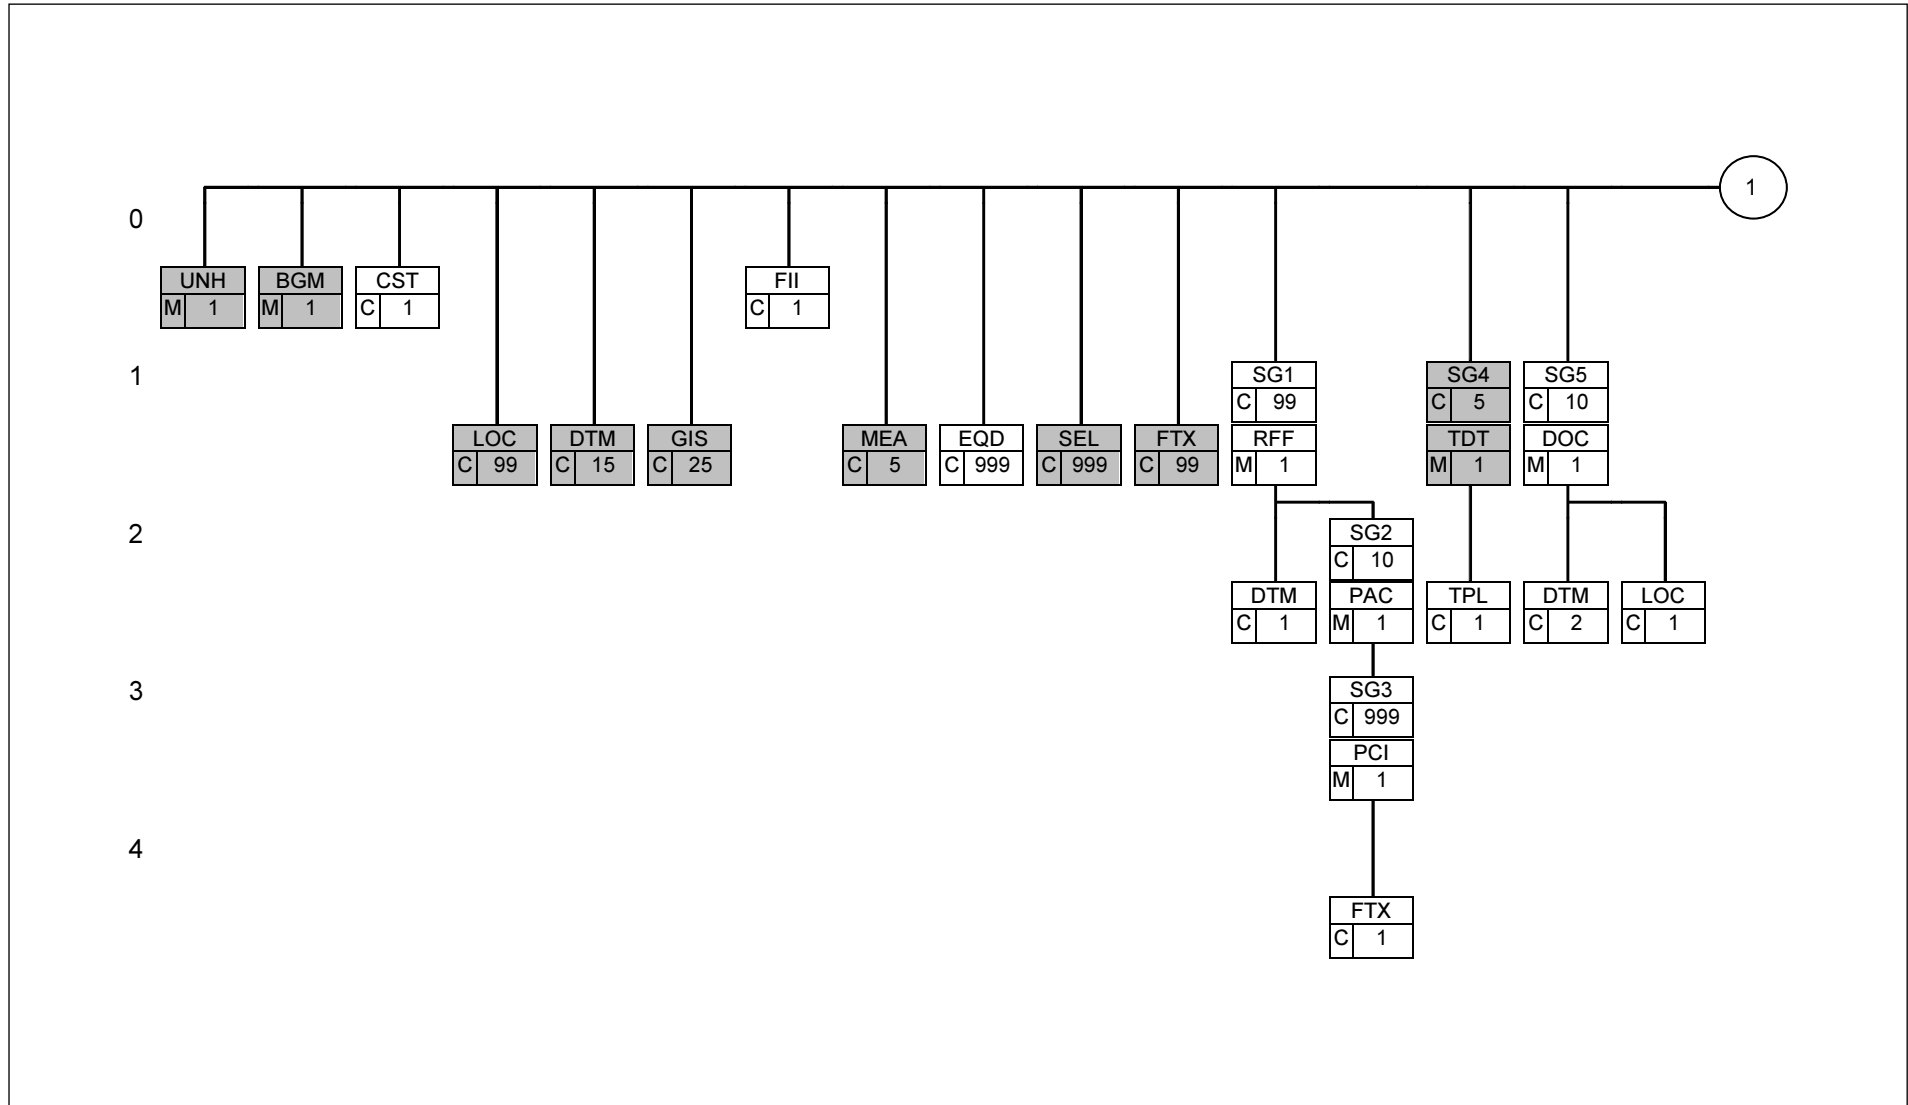 1
0
UNH
M 1
BGM
M 1
CST
C 1
FII
C 1
1
SG1
C 99
SG4
C 5
SG5
C 10
LOC
C 99
DTM
C 15
GIS
C 25
MEA
C 5
EQD
C 999
SEL
C 999
FTX
C 99
RFF
M 1
TDT
M 1
DOC
M 1
2
SG2
C 10
DTM
C 1
PAC
M 1
TPL
C 1
DTM
C 2
LOC
C 1
3
SG3
C 999
PCI
M 1
4
FTX
C 1